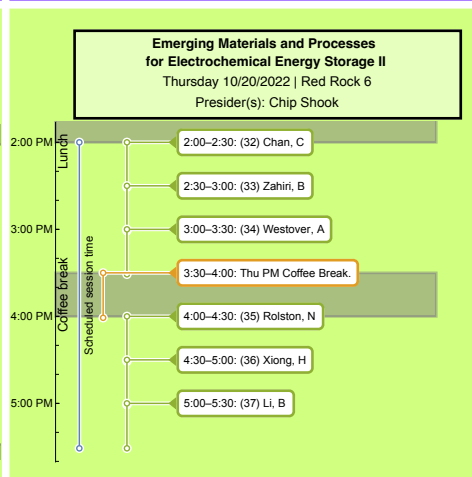 Emerging Materials and Processes
for Electrochemical Energy Storage II
Thursday 10/20/2022 | Red Rock 6
Presider(s): Chip Shook
Lunch
2:00 PM
2:00–2:30: (32) Chan, C
2:30–3:00: (33) Zahiri, B
3:00 PM
3:00–3:30: (34) Westover, A
Coffee break
Scheduled session time
3:30–4:00: Thu PM Coffee Break.
4:00 PM
4:00–4:30: (35) Rolston, N
4:30–5:00: (36) Xiong, H
5:00 PM
5:00–5:30: (37) Li, B